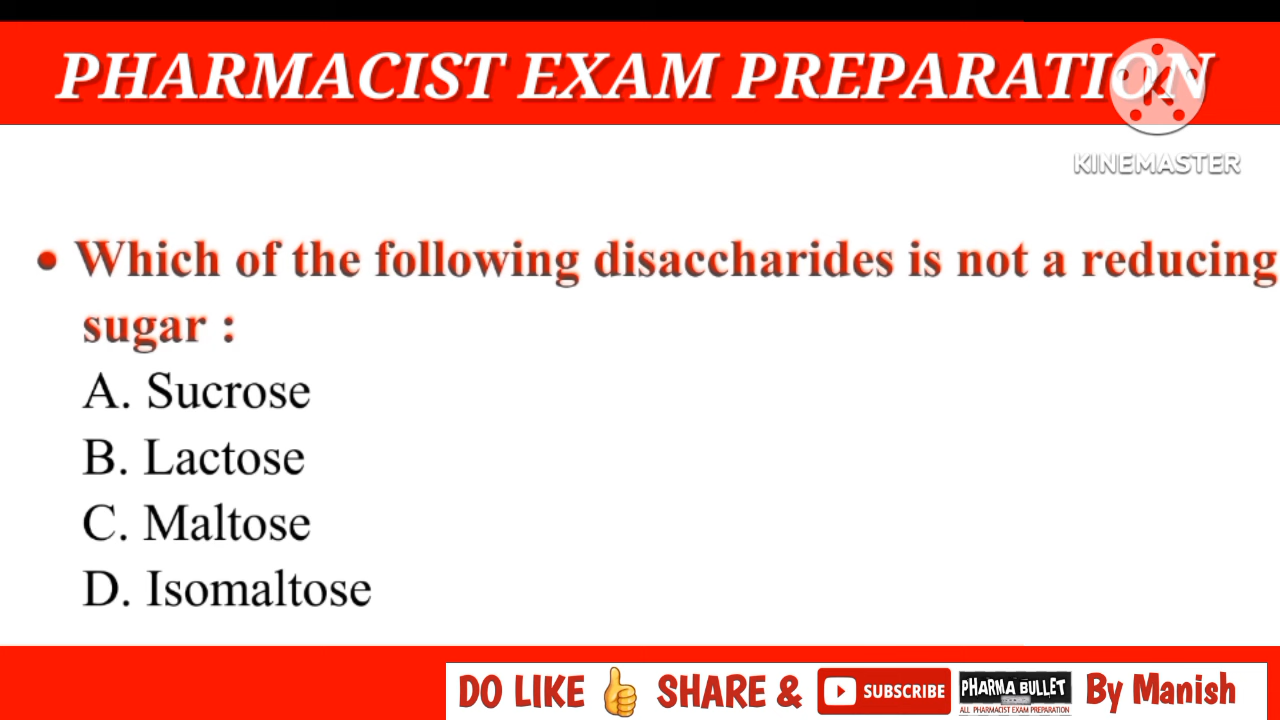 PHARMACIST EXAM PREPARATION
KINEMASTER
• Which of the following disaccharides is not a reducing
sugar :
A. Sucrose
B. Lactose
C. Maltose
D. Isomaltose
DO LIKE 👍 SHARE & SUBSCRIBE PHARMA BULLET By Manish
ALL PHARMACIST EXAM PREPARATION